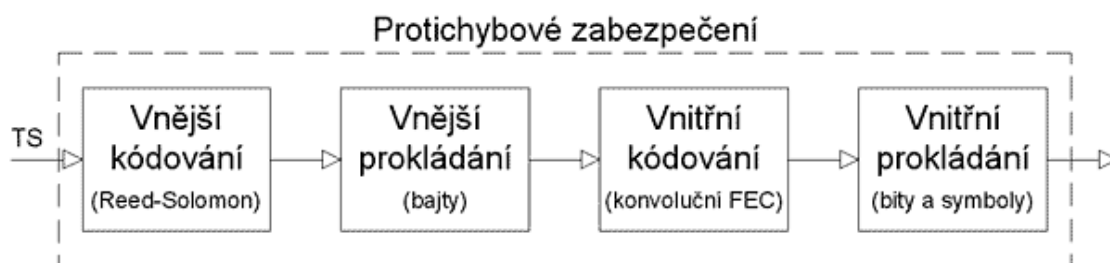 Protichybové zabezpečení
TS
Vnější
kódování
(Reed-Solomon)
Vnější
prokládání
(bajty)
Vnitřní
kódování
(konvoluční FEC)
Vnitřní
prokládání
(bity a symboly)